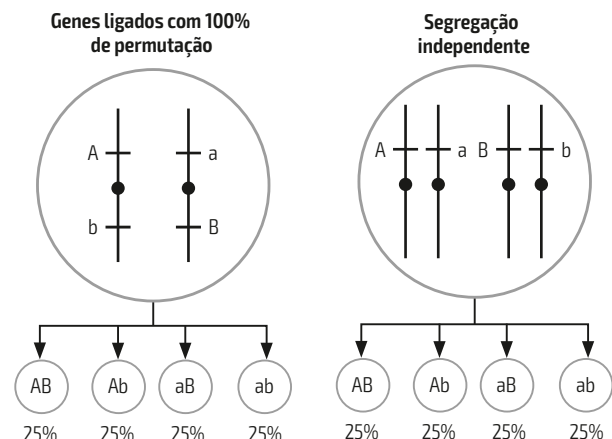 Genes ligados com 100%
de permutação
A a
b B
AB Ab aB ab
25% 25% 25% 25%
Segregação
independente
A a B b
AB Ab aB ab
25% 25% 25% 25%